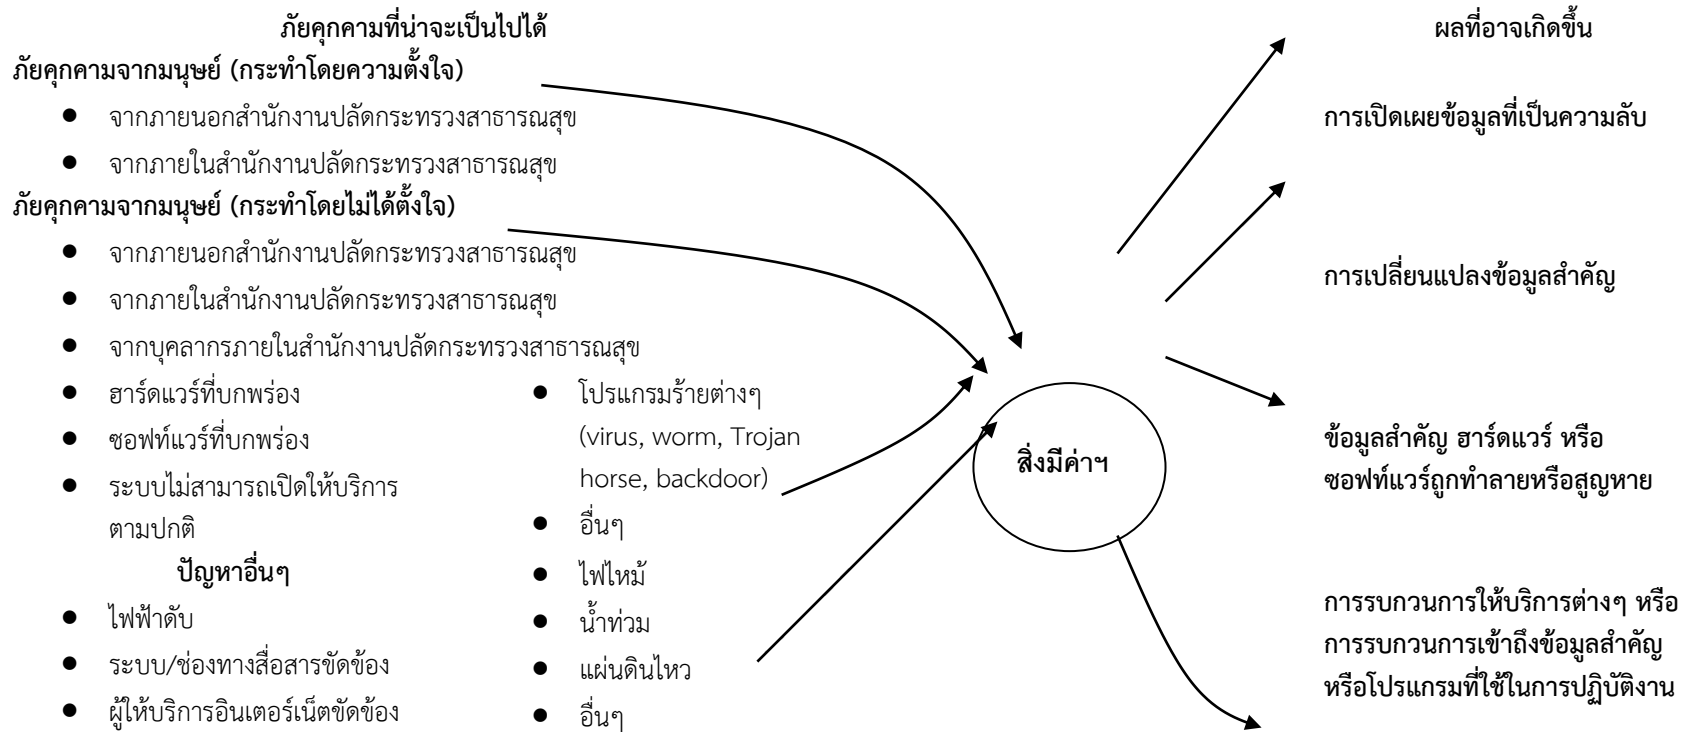 ภัยคุกคามที่น่าจะเป็นไปได้
ภัยคุกคามจากมนุษย์ (กระทำโดยความตั้งใจ)
● จากภายนอกสำนักงานปลัดกระทรวงสาธารณสุข
● จากภายในสำนักงานปลัดกระทรวงสาธารณสุข
ภัยคุกคามจากมนุษย์ (กระทำโดยไม่ได้ตั้งใจ)
● จากภายนอกสำนักงานปลัดกระทรวงสาธารณสุข
● จากภายในสำนักงานปลัดกระทรวงสาธารณสุข
● จากบุคลากรภายในสำนักงานปลัดกระทรวงสาธารณสุข
● ฮาร์ดแวร์ที่บกพร่อง
● ซอฟท์แวร์ที่บกพร่อง
● ระบบไม่สามารถเปิดให้บริการ
ตามปกติ
ปัญหาอื่นๆ
● ไฟฟ้าดับ
● ระบบ/ช่องทางสื่อสารขัดข้อง
● ผู้ให้บริการอินเตอร์เน็ตขัดข้อง
● โปรแกรมร้ายต่างๆ
(virus, worm, Trojan
horse, backdoor)
● อื่นๆ
● ไฟไหม้
● น้ำท่วม
● แผ่นดินไหว
● อื่นๆ
สิ่งมีค่าฯ
ผลที่อาจเกิดขึ้น
การเปิดเผยข้อมูลที่เป็นความลับ
การเปลี่ยนแปลงข้อมูลสำคัญ
ข้อมูลสำคัญ ฮาร์ดแวร์ หรือ
ซอฟท์แวร์ถูกทำลายหรือสูญหาย
การรบกวนการให้บริการต่างๆ หรือ
การรบกวนการเข้าถึงข้อมูลสำคัญ
หรือโปรแกรมที่ใช้ในการปฏิบัติงาน